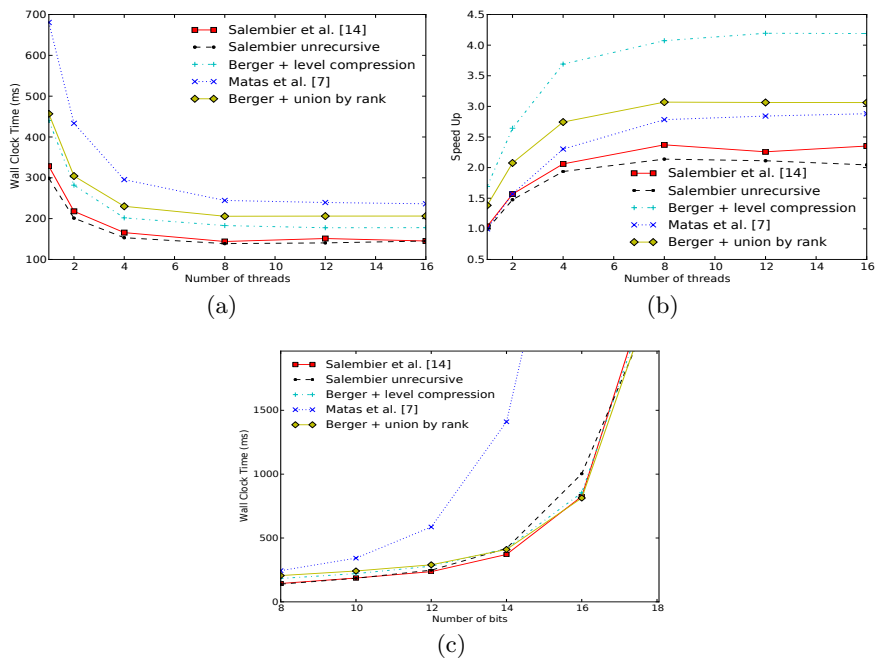 700
600
500
400
300
200
100
2
4
6
8
10
12
14
16
Wall Clock Time (ms)
Number of threads
Salembier et al. [14]
Salembier unrecursive
Berger + level compression
Matas et al. [7]
Berger + union by rank
(a)
4.5
4.0
3.5
3.0
2.5
2.0
1.5
1.0
0.5
2
4
6
8
10
12
14
16
Speed Up
Number of threads
Salembier et al. [14]
Salembier unrecursive
Berger + level compression
Matas et al. [7]
Berger + union by rank
(b)
1500
1000
500
0
8
10
12
14
16
18
Wall Clock Time (ms)
Number of bits
Salembier et al. [14]
Salembier unrecursive
Berger + level compression
Matas et al. [7]
Berger + union by rank
(c)